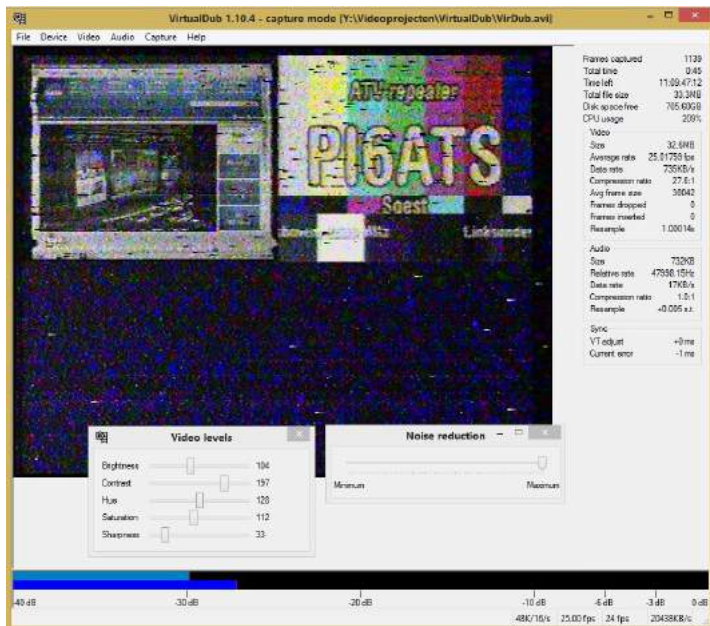 VirtualDub 1.10.4 - capture mode [Y:\Videoprojecten\VirtualDub\VirDub.avi]
File Device Video Audio Capture Help
ATV-repeater
PI6ATS
Soest
Linksonder
Frames captured 1139
Total time 0:45
Time left 11:09:47:12
Total file size 33.3MB
Disk space free 705.60GB
CPU usage 209%
Video
Size 32.6MB
Average rate 25.01759 fps
Data rate 735KB/s
Compression ratio 27.6:1
Avg frame size 30042
Frames dropped 0
Frames inserted 0
Resample 1.00014x
Audio
Size 732KB
Relative rate 47998.15Hz
Data rate 17KB/s
Compression ratio 1.0:1
Resample +0.005 s.t.
Sync
VT adjust +0 ms
Current error -1 ms
Video levels
Brightness 104
Contrast 197
Hue 128
Saturation 112
Sharpness 33
Noise reduction
Minimum Maximum
-40 dB -30 dB -20 dB -10 dB -6 dB -3 dB 0 dB
48K/16/s 25.00 fps 24 fps 20438KB/s